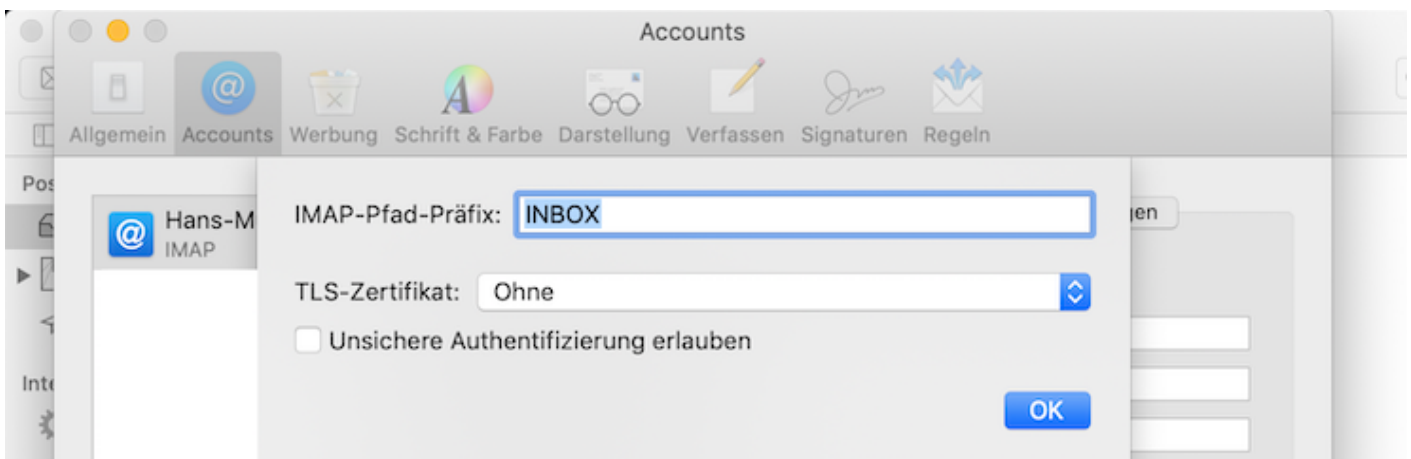 Accounts
Allgemein Accounts Werbung Schrift & Farbe Darstellung Verfassen Signaturen Regeln
Hans-M
IMAP
IMAP-Pfad-Präfix: INBOX
TLS-Zertifikat: Ohne
Unsichere Authentifizierung erlauben
OK